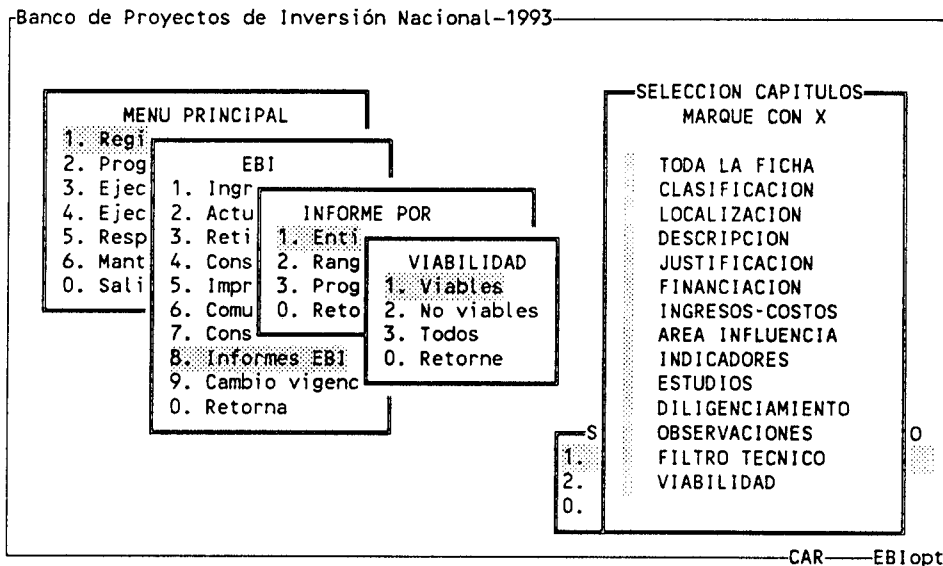 Banco de Proyectos de Inversión Nacional-1993
MENU PRINCIPAL
1. Regi
2. Prog
3. Ejec
4. Ejec
5. Resp
6. Mant
0. Sali
EBI
1. Ingr
2. Actu
3. Reti
4. Cons
5. Impr
6. Comu
7. Cons
8. Informes EBI
9. Cambio vigenc
0. Retorna
INFORME POR
1. Enti
2. Rang
3. Prog
0. Reto
VIABILIDAD
1. Viables
2. No viables
3. Todos
0. Retorne
S
1.
2.
0.
SELECCION CAPITULOS
MARQUE CON X
TODA LA FICHA
CLASIFICACION
LOCALIZACION
DESCRIPCION
JUSTIFICACION
FINANCIACION
INGRESOS-COSTOS
AREA INFLUENCIA
INDICADORES
ESTUDIOS
DILIGENCIAMIENTO
OBSERVACIONES
FILTRO TECNICO
VIABILIDAD
O
CAR EBIopt